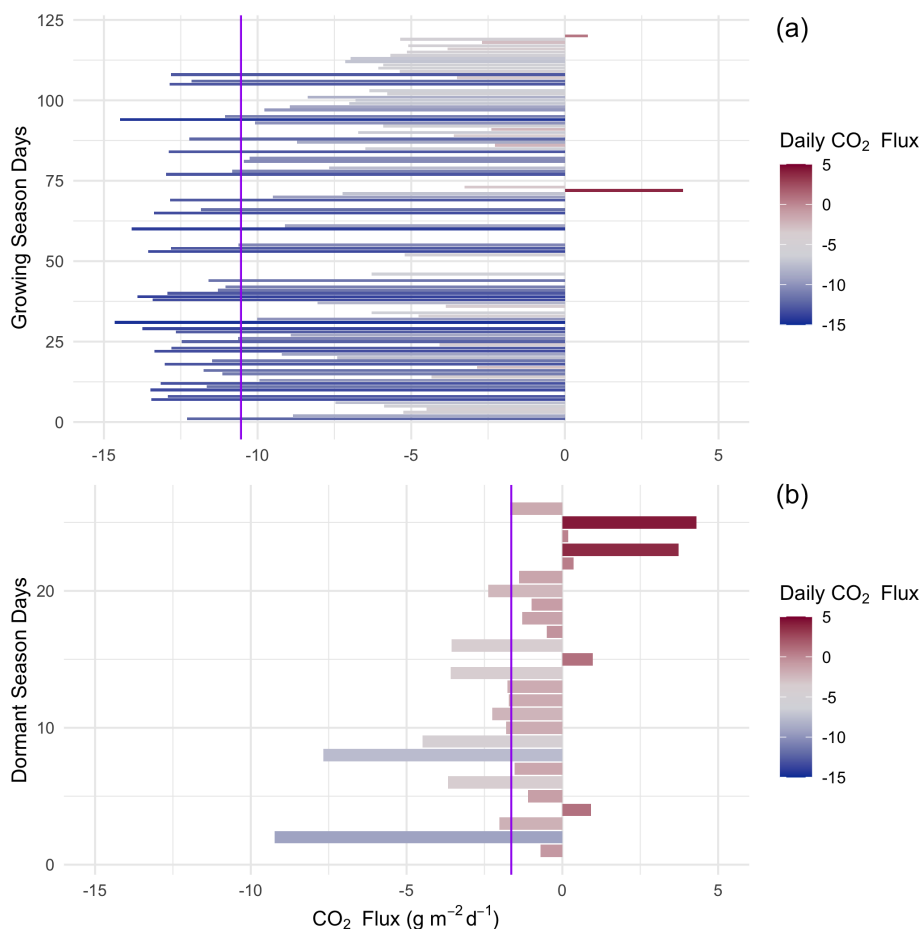 (a)
125
100
75
50
25
0
Growing Season Days
-15 -10 -5 0 5
Daily CO₂ Flux
5
0
-5
-10
-15
(b)
20
10
0
Dormant Season Days
-15 -10 -5 0 5
CO₂ Flux (g m⁻² d⁻¹)
Daily CO₂ Flux
5
0
-5
-10
-15